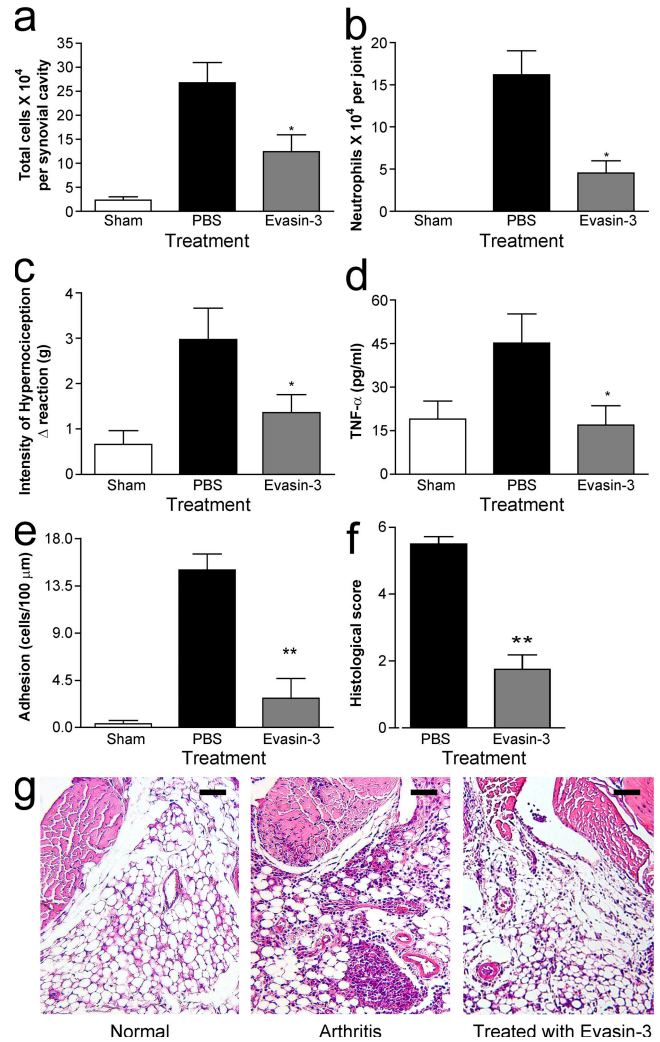 a
Total cells X 10⁴
per synovial cavity
35
30
25
20
15
10
5
0
*
Sham PBS Evasin-3
Treatment
b
Neutrophils X 10⁴ per joint
20
15
10
5
0
*
Sham PBS Evasin-3
Treatment
c
Intensity of Hypernociception
Δ reaction (g)
4
3
2
1
0
*
Sham PBS Evasin-3
Treatment
d
TNF-α (pg/ml)
60
45
30
15
0
*
Sham PBS Evasin-3
Treatment
e
Adhesion (cells/100 μm)
18.0
13.5
9.0
4.5
0.0
**
Sham PBS Evasin-3
Treatment
f
Histological score
6
4
2
0
**
PBS Evasin-3
Treatment
g
Normal Arthritis Treated with Evasin-3